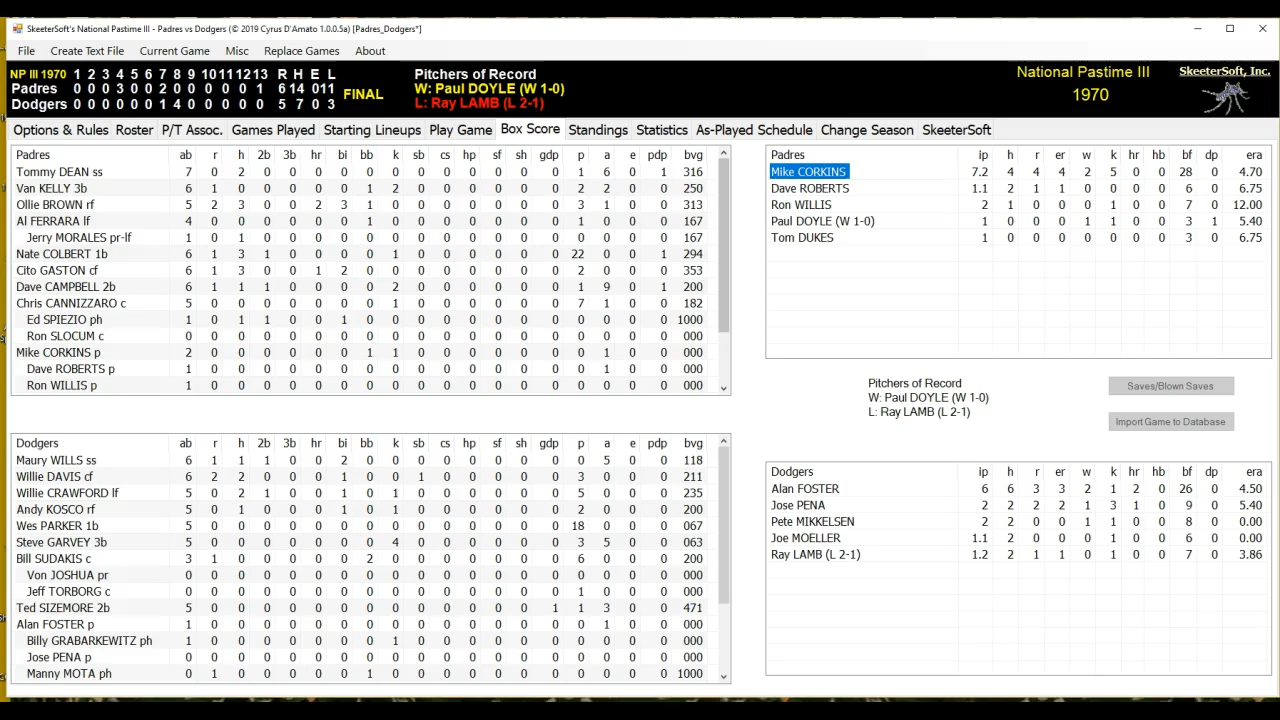 SkeeterSoft's National Pastime III - Padres vs Dodgers (© 2019 Cyrus D'Amato 1.0.0.5a) [Padres_Dodgers*]
File Create Text File Current Game Misc Replace Games About
NP III 1970 1 2 3 4 5 6 7 8 9 10 11 12 13 R H E L
Padres 0 0 0 3 0 0 2 0 0 0 0 0 1 6 14 0 11
Dodgers 0 0 0 0 0 0 1 4 0 0 0 0 0 5 7 0 3
FINAL
Pitchers of Record
W: Paul DOYLE (W 1-0)
L: Ray LAMB (L 2-1)
National Pastime III
1970
SkeeterSoft, Inc.
Options & Rules Roster P/T Assoc. Games Played Starting Lineups Play Game Box Score Standings Statistics As-Played Schedule Change Season SkeeterSoft
Padres ab r h 2b 3b hr bi bb k sb cs hp sf sh gdp p a e pdp bvg
Tommy DEAN ss 7 0 2 0 0 0 0 0 0 0 0 0 0 0 0 1 6 0 1 316
Van KELLY 3b 6 1 0 0 0 0 0 1 2 0 0 0 0 0 0 2 2 0 0 250
Ollie BROWN rf 5 2 3 0 0 2 3 1 0 0 0 0 0 0 0 3 1 0 0 313
Al FERRARA lf 4 0 0 0 0 0 0 1 0 0 0 0 0 0 0 1 0 0 0 167
Jerry MORALES pr-lf 1 0 1 0 0 0 0 0 0 0 0 0 0 0 0 0 0 0 0 167
Nate COLBERT 1b 6 1 3 1 0 0 0 0 1 0 0 0 0 0 0 22 0 0 1 294
Cito GASTON cf 6 1 3 0 0 1 2 0 0 0 0 0 0 0 0 2 0 0 0 353
Dave CAMPBELL 2b 6 1 1 1 0 0 0 0 2 0 0 0 0 0 0 1 9 0 1 200
Chris CANNIZZARO c 5 0 0 0 0 0 0 0 1 0 0 0 0 0 0 7 1 0 0 182
Ed SPIEZIO ph 1 0 1 1 0 0 1 0 0 0 0 0 0 0 0 0 0 0 0 1000
Ron SLOCUM c 0 0 0 0 0 0 0 0 0 0 0 0 0 0 0 0 0 0 0 000
Mike CORKINS p 2 0 0 0 0 0 0 1 1 0 0 0 0 0 0 0 1 0 0 000
Dave ROBERTS p 1 0 0 0 0 0 0 0 0 0 0 0 0 0 0 0 1 0 0 000
Ron WILLIS p 1 0 0 0 0 0 0 0 0 0 0 0 0 0 0 0 0 0 0 000
Padres ip h r er w k hr hb bf dp era
Mike CORKINS 7.2 4 4 4 2 5 0 0 28 0 4.70
Dave ROBERTS 1.1 2 1 1 0 0 0 0 6 0 6.75
Ron WILLIS 2 1 0 0 0 1 0 0 7 0 12.00
Paul DOYLE (W 1-0) 1 0 0 0 1 1 0 0 3 1 5.40
Tom DUKES 1 0 0 0 0 0 0 0 3 0 6.75
Pitchers of Record
W: Paul DOYLE (W 1-0)
L: Ray LAMB (L 2-1)
Saves/Blown Saves
Import Game to Database
Dodgers ab r h 2b 3b hr bi bb k sb cs hp sf sh gdp p a e pdp bvg
Maury WILLS ss 6 1 1 1 0 0 2 0 0 0 0 0 0 0 0 0 5 0 0 118
Willie DAVIS cf 6 2 2 0 0 0 1 0 0 1 0 0 0 0 0 3 0 0 0 211
Willie CRAWFORD lf 5 0 2 1 0 0 1 0 1 0 0 0 0 0 0 5 0 0 0 235
Andy KOSCO rf 5 0 1 0 0 0 1 0 1 0 0 0 0 0 0 2 0 0 0 200
Wes PARKER 1b 5 0 0 0 0 0 0 0 0 0 0 0 0 0 0 18 0 0 0 067
Steve GARVEY 3b 5 0 0 0 0 0 0 0 4 0 0 0 0 0 0 3 5 0 0 063
Bill SUDAKIS c 3 1 0 0 0 0 0 2 0 0 0 0 0 0 0 6 0 0 0 200
Von JOSHUA pr 0 0 0 0 0 0 0 0 0 0 0 0 0 0 0 0 0 0 0 000
Jeff TORBORG c 0 0 0 0 0 0 0 0 0 0 0 0 0 0 0 1 0 0 0 000
Ted SIZEMORE 2b 5 0 0 0 0 0 0 0 0 0 0 0 0 0 1 1 3 0 0 471
Alan FOSTER p 1 0 0 0 0 0 0 0 0 0 0 0 0 0 0 0 1 0 0 000
Billy GRABARKEWITZ ph 1 0 0 0 0 0 0 0 1 0 0 0 0 0 0 0 0 0 0 000
Jose PENA p 0 0 0 0 0 0 0 0 0 0 0 0 0 0 0 0 0 0 0 000
Manny MOTA ph 0 1 0 0 0 0 0 1 0 0 0 0 0 0 0 0 0 0 0 1000
Dodgers ip h r er w k hr hb bf dp era
Alan FOSTER 6 6 3 3 2 1 2 0 26 0 4.50
Jose PENA 2 2 2 2 1 3 1 0 9 0 5.40
Pete MIKKELSEN 2 2 0 0 1 1 0 0 8 0 0.00
Joe MOELLER 1.1 2 0 0 0 1 0 0 6 0 0.00
Ray LAMB (L 2-1) 1.2 2 1 1 0 1 0 0 7 0 3.86